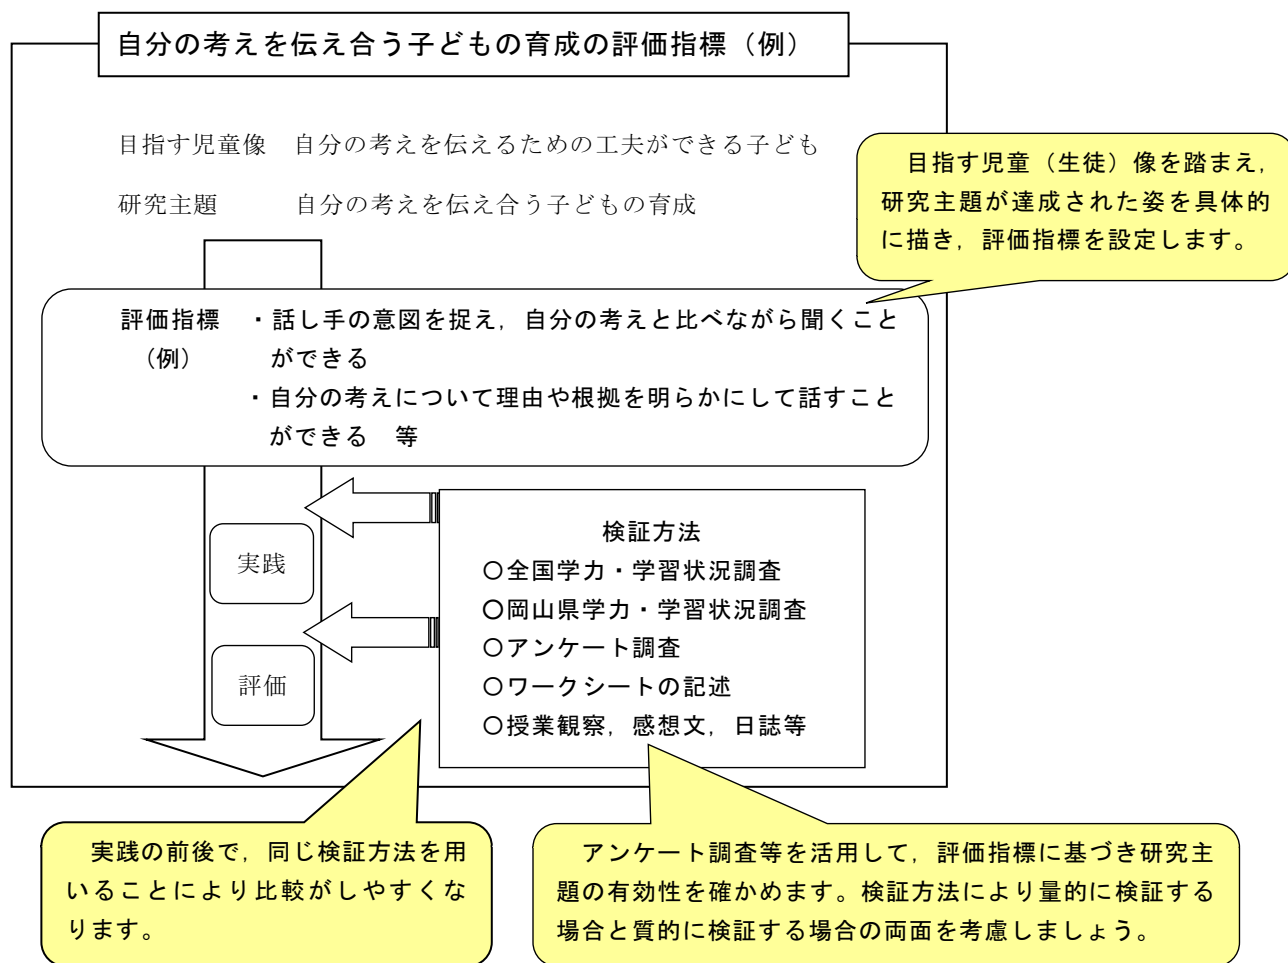 自分の考えを伝え合う子どもの育成の評価指標（例）
目指す児童像　自分の考えを伝えるための工夫ができる子ども
研究主題　　　自分の考えを伝え合う子どもの育成
目指す児童（生徒）像を踏まえ，
研究主題が達成された姿を具体的
に描き，評価指標を設定します。
評価指標　・話し手の意図を捉え，自分の考えと比べながら聞くこと
（例）　　ができる
・自分の考えについて理由や根拠を明らかにして話すこと
ができる　等
実践
評価
検証方法
○全国学力・学習状況調査
○岡山県学力・学習状況調査
○アンケート調査
○ワークシートの記述
○授業観察，感想文，日誌等
実践の前後で，同じ検証方法を用
いることにより比較がしやすくな
ります。
アンケート調査等を活用して，評価指標に基づき研究主
題の有効性を確かめます。検証方法により量的に検証する
場合と質的に検証する場合の両面を考慮しましょう。